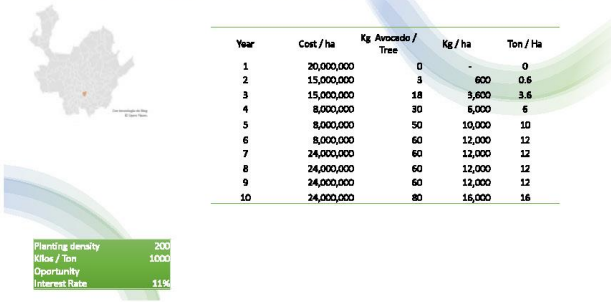 Year Cost / ha Kg Avocado / Tree Kg / ha Ton / Ha
1 20,000,000 0 - 0
2 15,000,000 3 600 0.6
3 15,000,000 18 3,600 3.6
4 8,000,000 30 6,000 6
5 8,000,000 50 10,000 10
6 8,000,000 60 12,000 12
7 24,000,000 60 12,000 12
8 24,000,000 60 12,000 12
9 24,000,000 60 12,000 12
10 24,000,000 80 16,000 16
Planting density 200
Kilos / Ton 1000
Oportunity
Interest Rate 11%